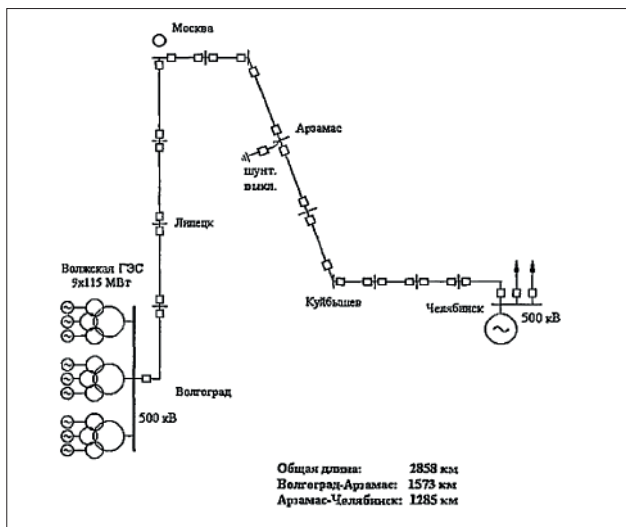 Москва
Арзамас
шунт.
выкл.
Липецк
Волжская ГЭС
9х115 МВт
Куйбышев
Челябинск
500 кВ
Волгоград
500 кВ
Общая длина: 2858 км
Волгоград-Арзамас: 1573 км
Арзамас-Челябинск: 1285 км